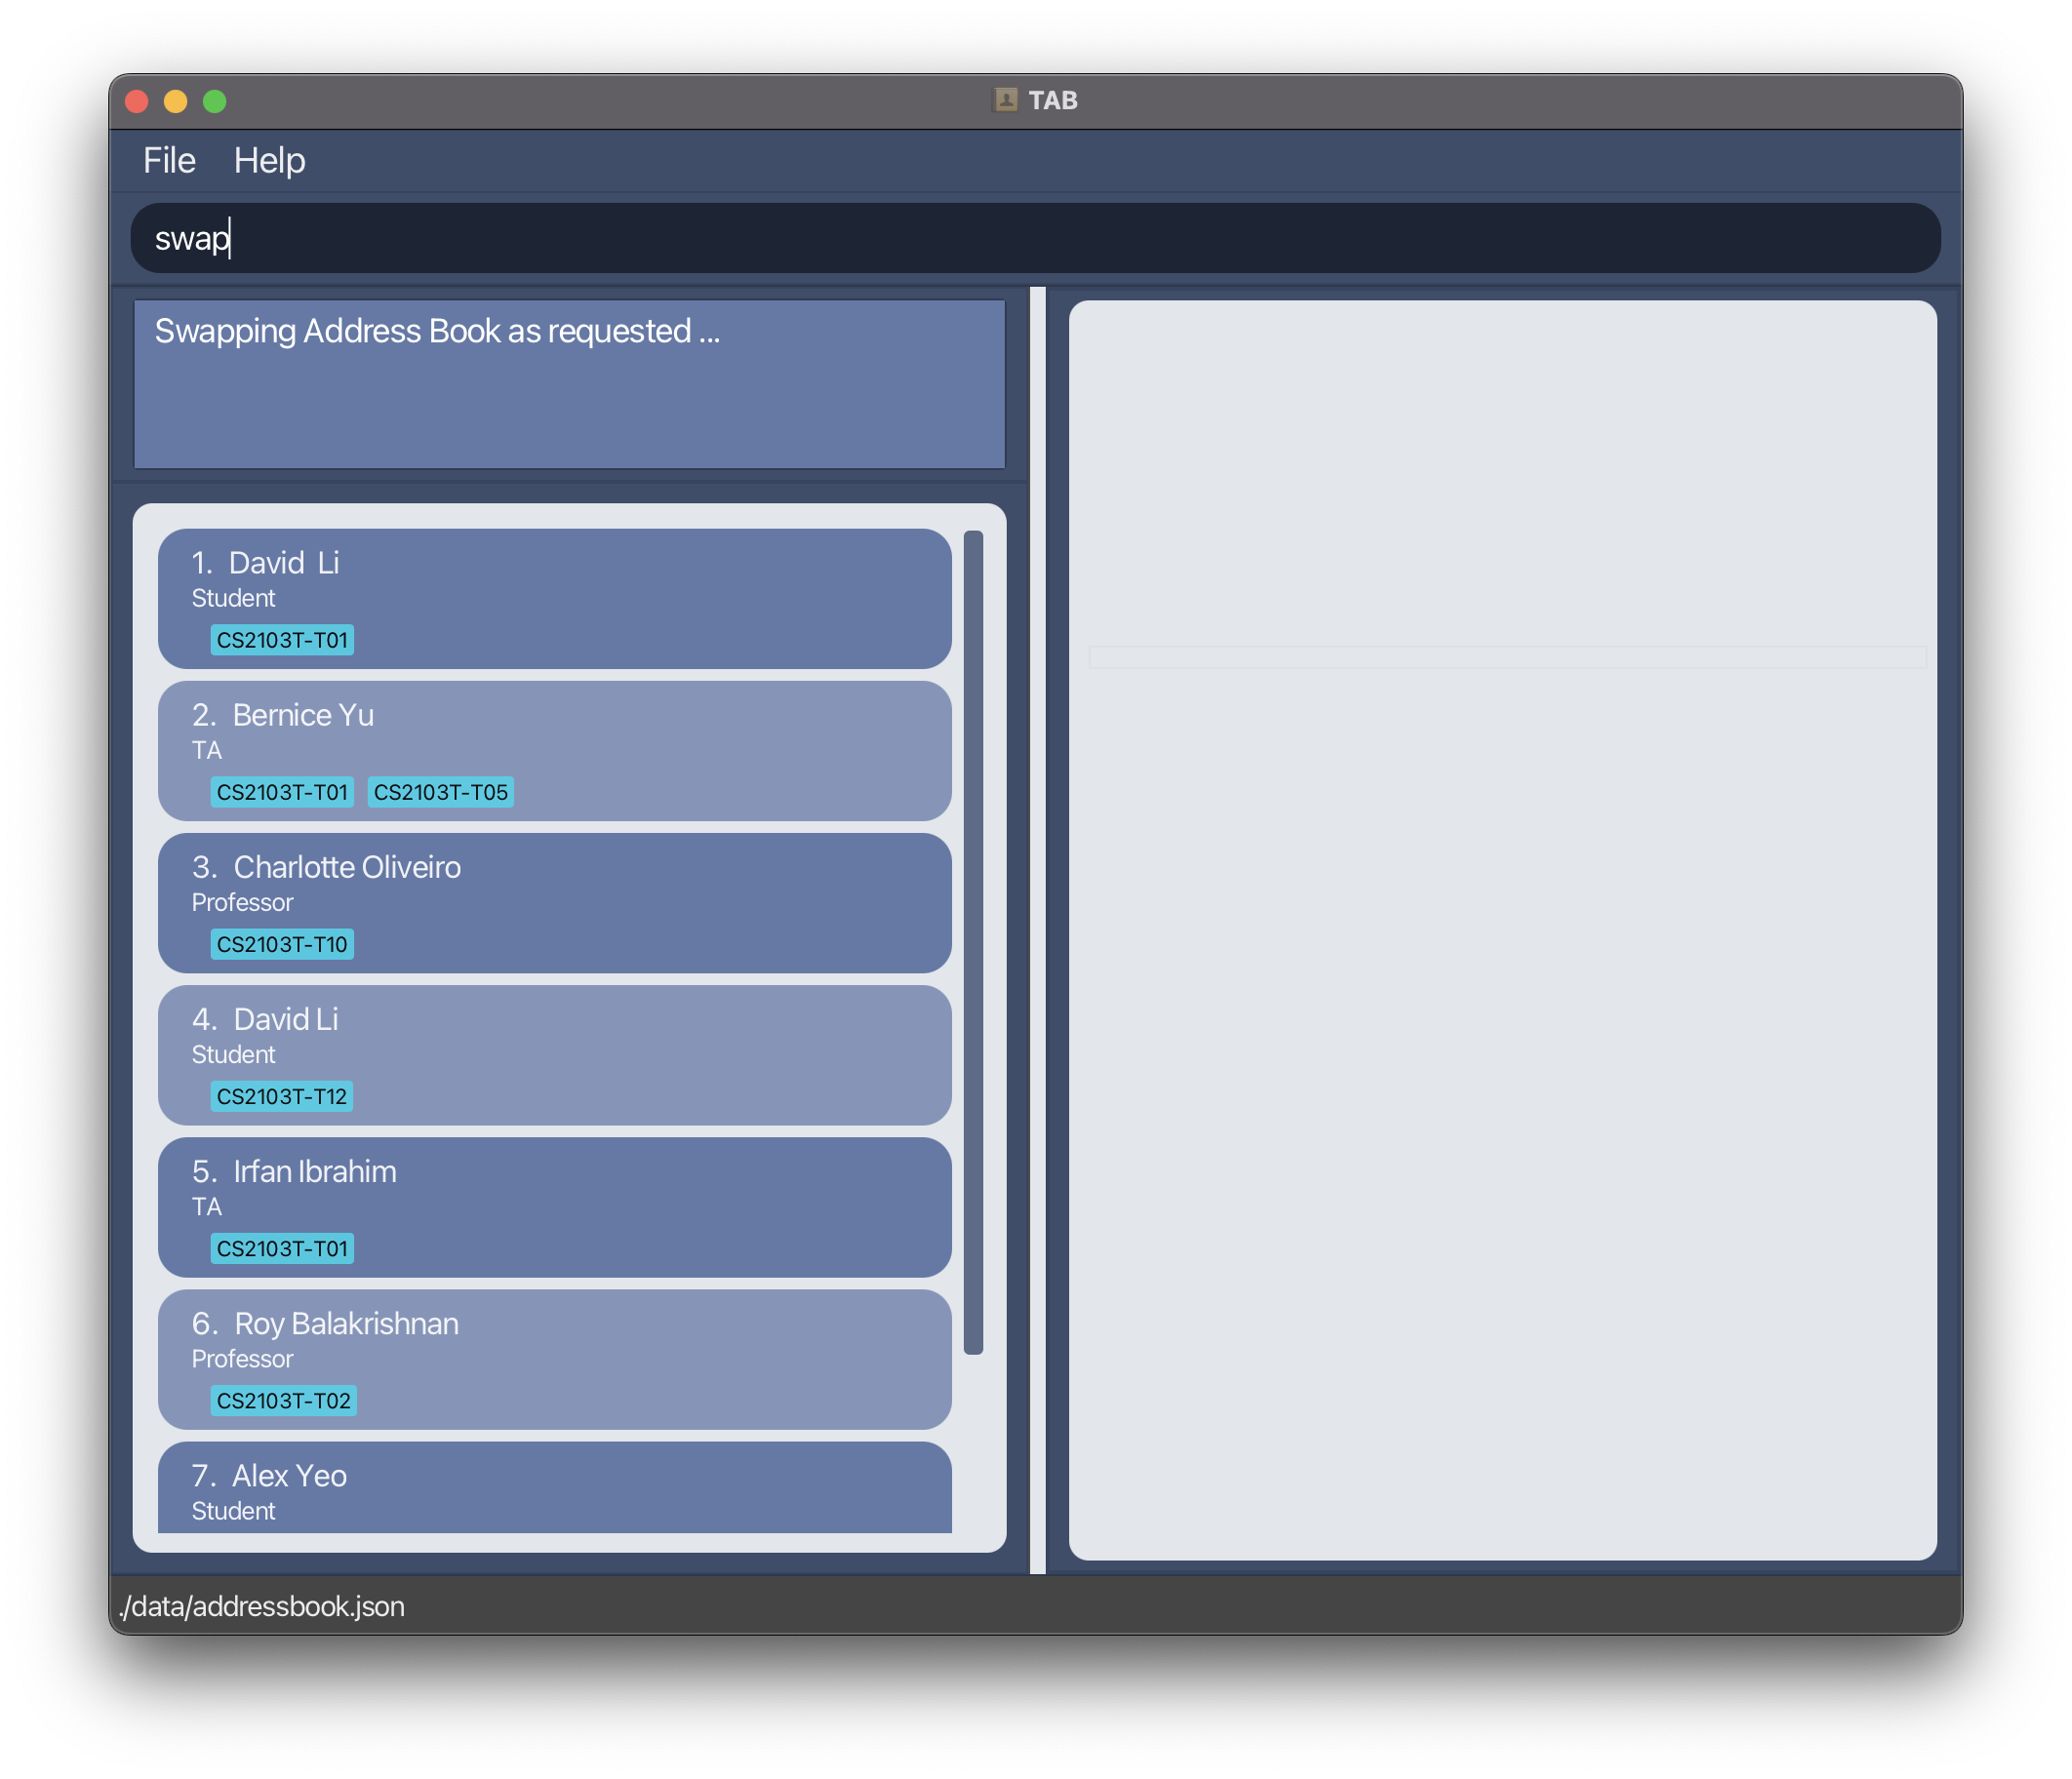 TAB
File Help
swap
Swapping Address Book as requested ...
1. David  Li
Student
CS2103T-T01
2. Bernice Yu
TA
CS2103T-T01 CS2103T-T05
3. Charlotte Oliveiro
Professor
CS2103T-T10
4. David Li
Student
CS2103T-T12
5. Irfan Ibrahim
TA
CS2103T-T01
6. Roy Balakrishnan
Professor
CS2103T-T02
7. Alex Yeo
Student
./data/addressbook.json